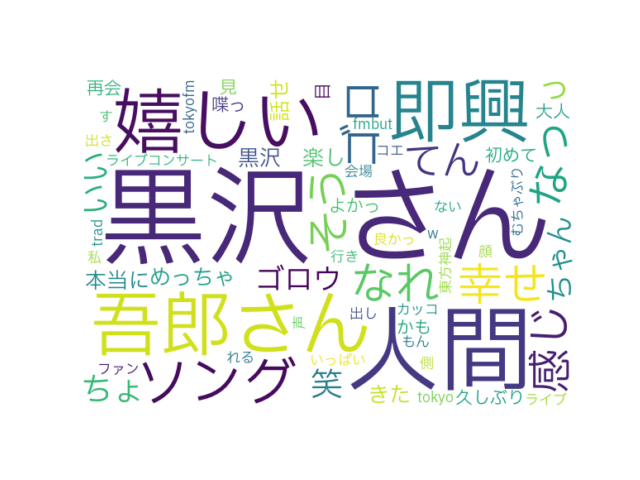 再会
す
出さ
嬉しい
tokyofm
喋っ
見
話せ
目
ゴロ
fmbut
即興
っ
大人
いい
ライブコンサート
黒沢
楽し
そう
コエ
会場
てん
初めて
むちゃぶり
なっ
trad
私
黒沢
さん
よかっ
良かっ
行き
ない
w
東方神起
顔
ちゃん
本当に
めっちゃ
ゴロウ
なれ
幸せ
感じ
吾郎さん
声
出し
カッコ
かも
もん
人間
ファン
ちょ
れる
ソング
いっぱい
笑
きた
側
tokyo
久しぶり
ライブ